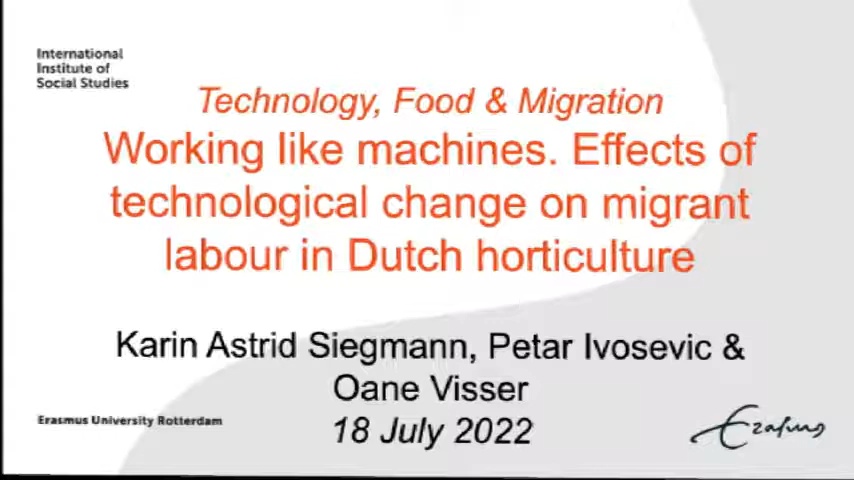 International
Institute of
Social Studies
Technology, Food & Migration
Working like machines. Effects of
technological change on migrant
labour in Dutch horticulture
Karin Astrid Siegmann, Petar Ivosevic &
Oane Visser
18 July 2022
Erasmus University Rotterdam
Erasmus